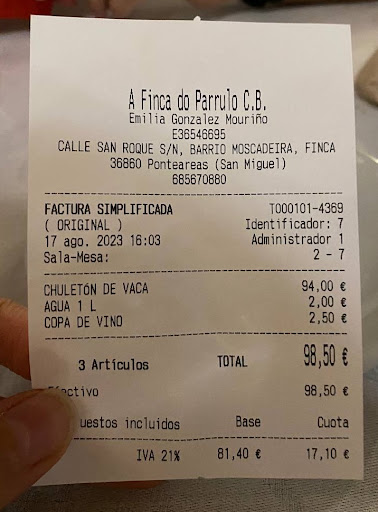 A Finca do Parrulo C.B.
Emilia Gonzalez Mouriño
E36546695
CALLE SAN ROQUE S/N, BARRIO MOSCADEIRA, FINCA
36860 Ponteareas (San Miguel)
685670880
FACTURA SIMPLIFICADA T000101-4369
( ORIGINAL ) Identificador: 7
17 ago. 2023 16:03 Administrador 1
Sala-Mesa: 2 - 7
CHULETÓN DE VACA 94,00 €
AGUA 1 L 2,00 €
COPA DE VINO 2,50 €
3 Artículos TOTAL 98,50 €
Efectivo 98,50 €
uestos incluidos Base Cuota
IVA 21% 81,40 € 17,10 €